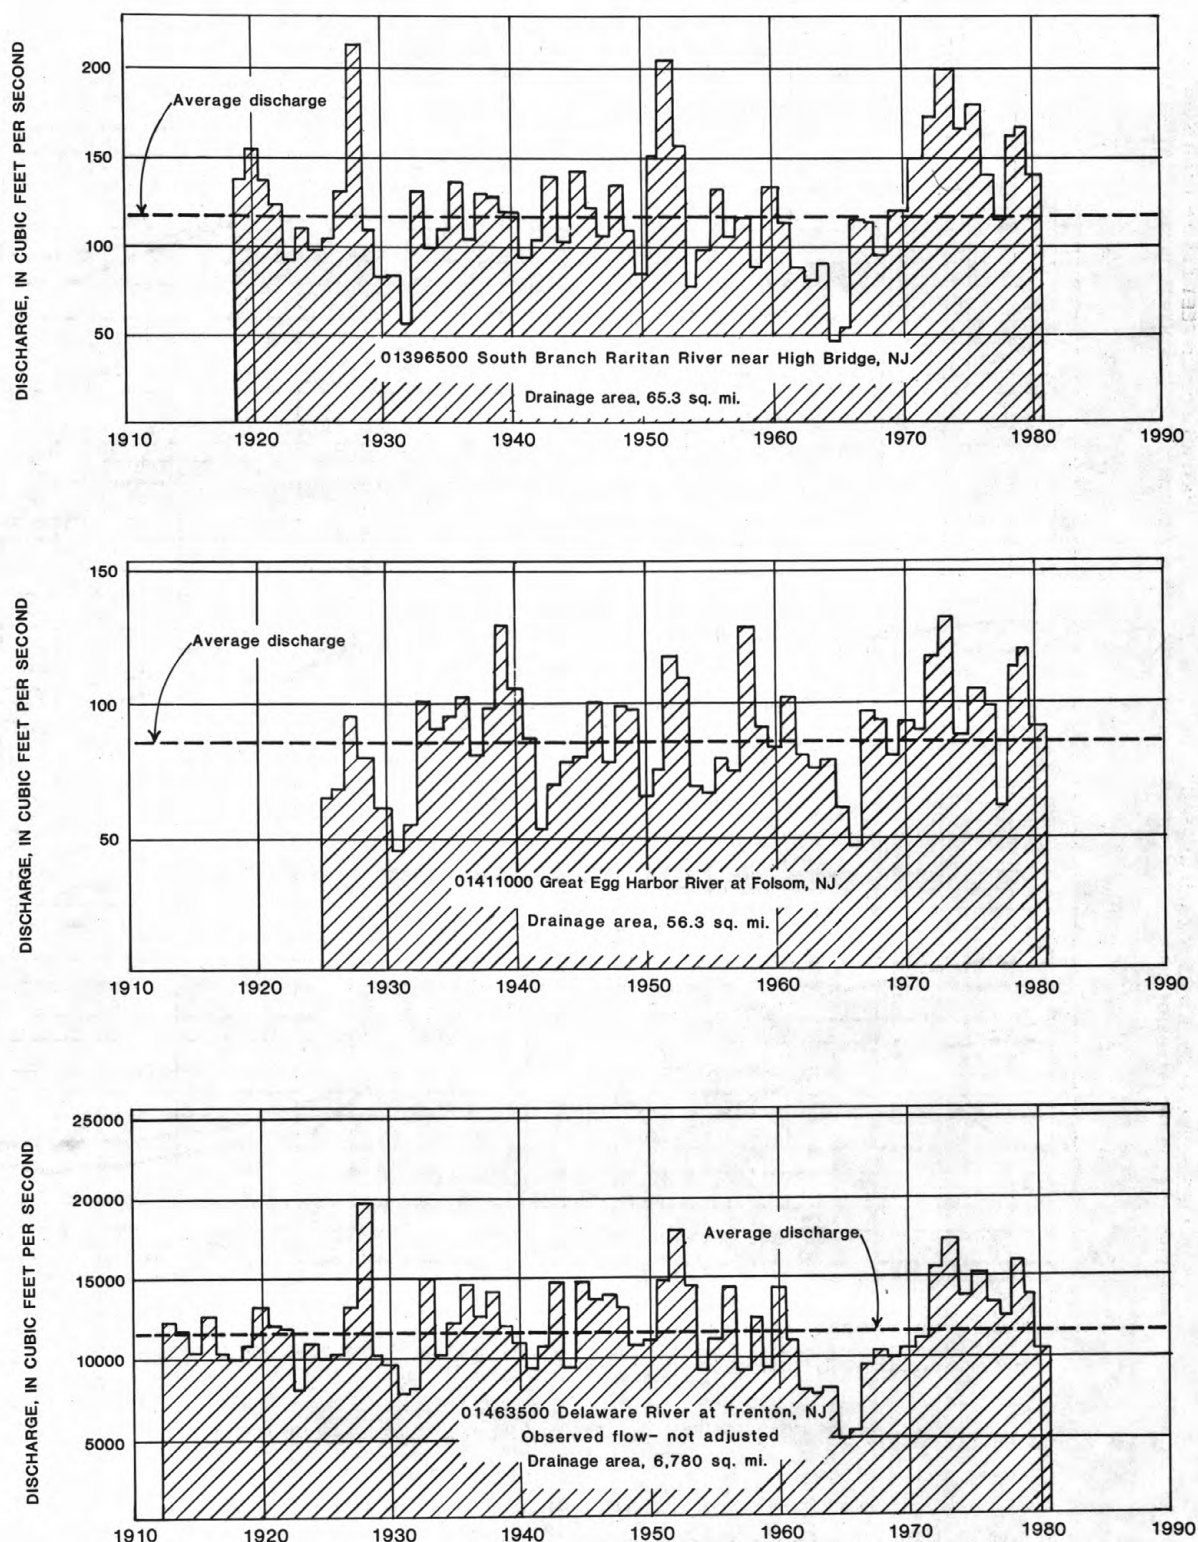 DISCHARGE, IN CUBIC FEET PER SECOND
200
150
100
50
Average discharge
01396500 South Branch Raritan River near High Bridge, NJ
Drainage area, 65.3 sq. mi.
1910 1920 1930 1940 1950 1960 1970 1980 1990
DISCHARGE, IN CUBIC FEET PER SECOND
150
100
50
Average discharge
01411000 Great Egg Harbor River at Folsom, NJ
Drainage area, 56.3 sq. mi.
1910 1920 1930 1940 1950 1960 1970 1980 1990
DISCHARGE, IN CUBIC FEET PER SECOND
25000
20000
15000
10000
5000
Average discharge
01463500 Delaware River at Trenton, NJ
Observed flow- not adjusted
Drainage area, 6,780 sq. mi.
1910 1920 1930 1940 1950 1960 1970 1980 1990